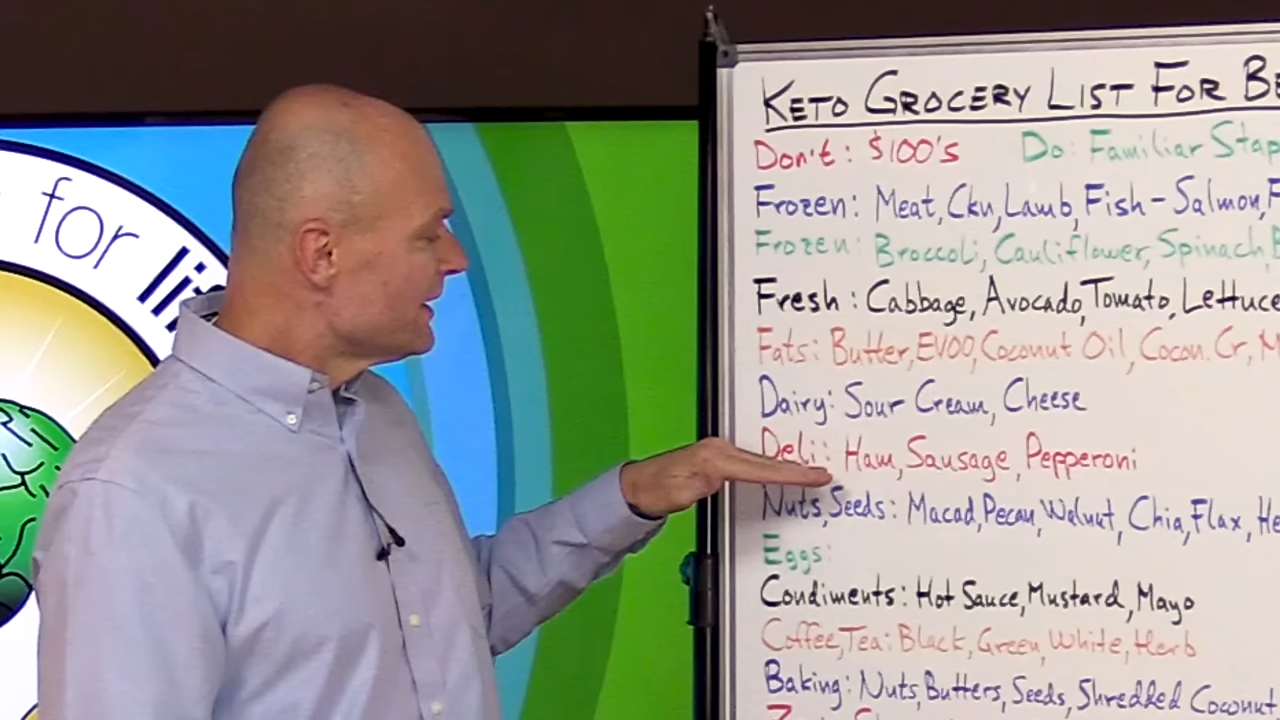 for lif
KETO GROCERY LIST FOR BE
Don't: $100's Do: Familiar Stap
Frozen: Meat, Ckn, Lamb, Fish - Salmon, F
Frozen: Broccoli, Cauliflower, Spinach, B
Fresh: Cabbage, Avocado, Tomato, Lettuce
Fats: Butter, EVOO, Coconut Oil, Cocon. Cr, M
Dairy: Sour Cream, Cheese
Deli: Ham, Sausage, Pepperoni
Nuts, Seeds: Macad, Pecan, Walnut, Chia, Flax, He
Eggs:
Condiments: Hot Sauce, Mustard, Mayo
Coffee, Tea: Black, Green, White, Herb
Baking: Nuts, Butters, Seeds, Shredded Coconut